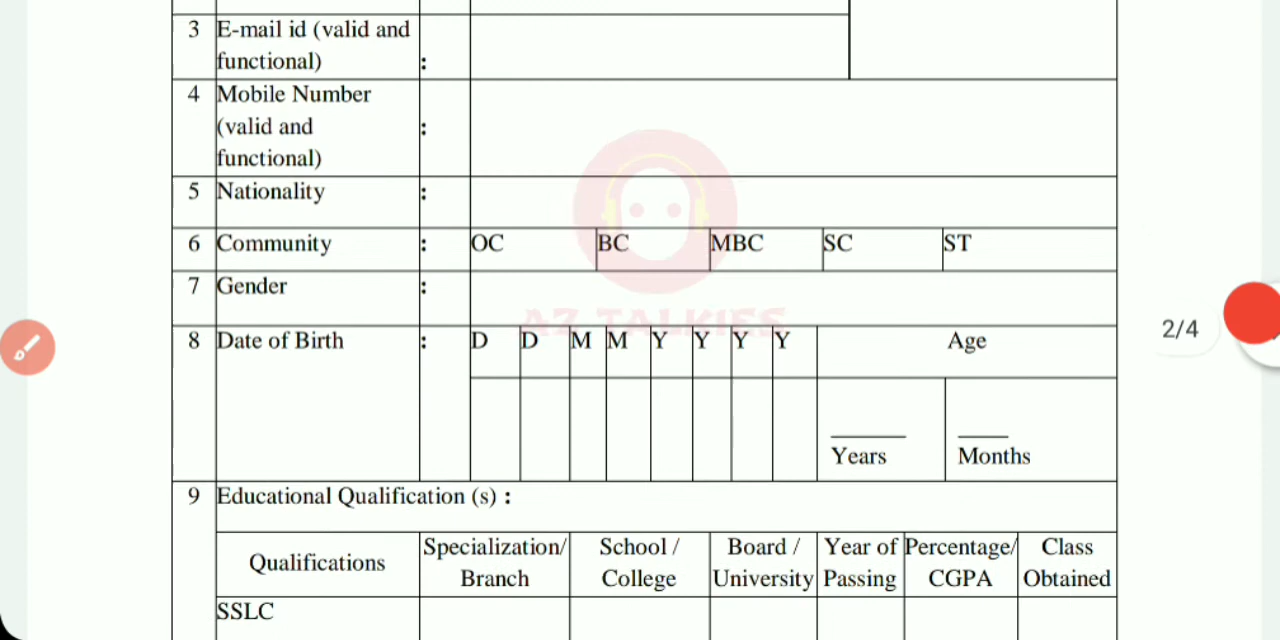 3 E-mail id (valid and
functional) :
4 Mobile Number
(valid and :
functional)
5 Nationality :
6 Community : OC BC MBC SC ST
7 Gender :
8 Date of Birth : D D M M Y Y Y Y Age
Years Months
9 Educational Qualification (s) :
Qualifications
Specialization/
Branch
School /
College
Board /
University
Year of
Passing
Percentage/
CGPA
Class
Obtained
SSLC
AZ TALKIES
2/4